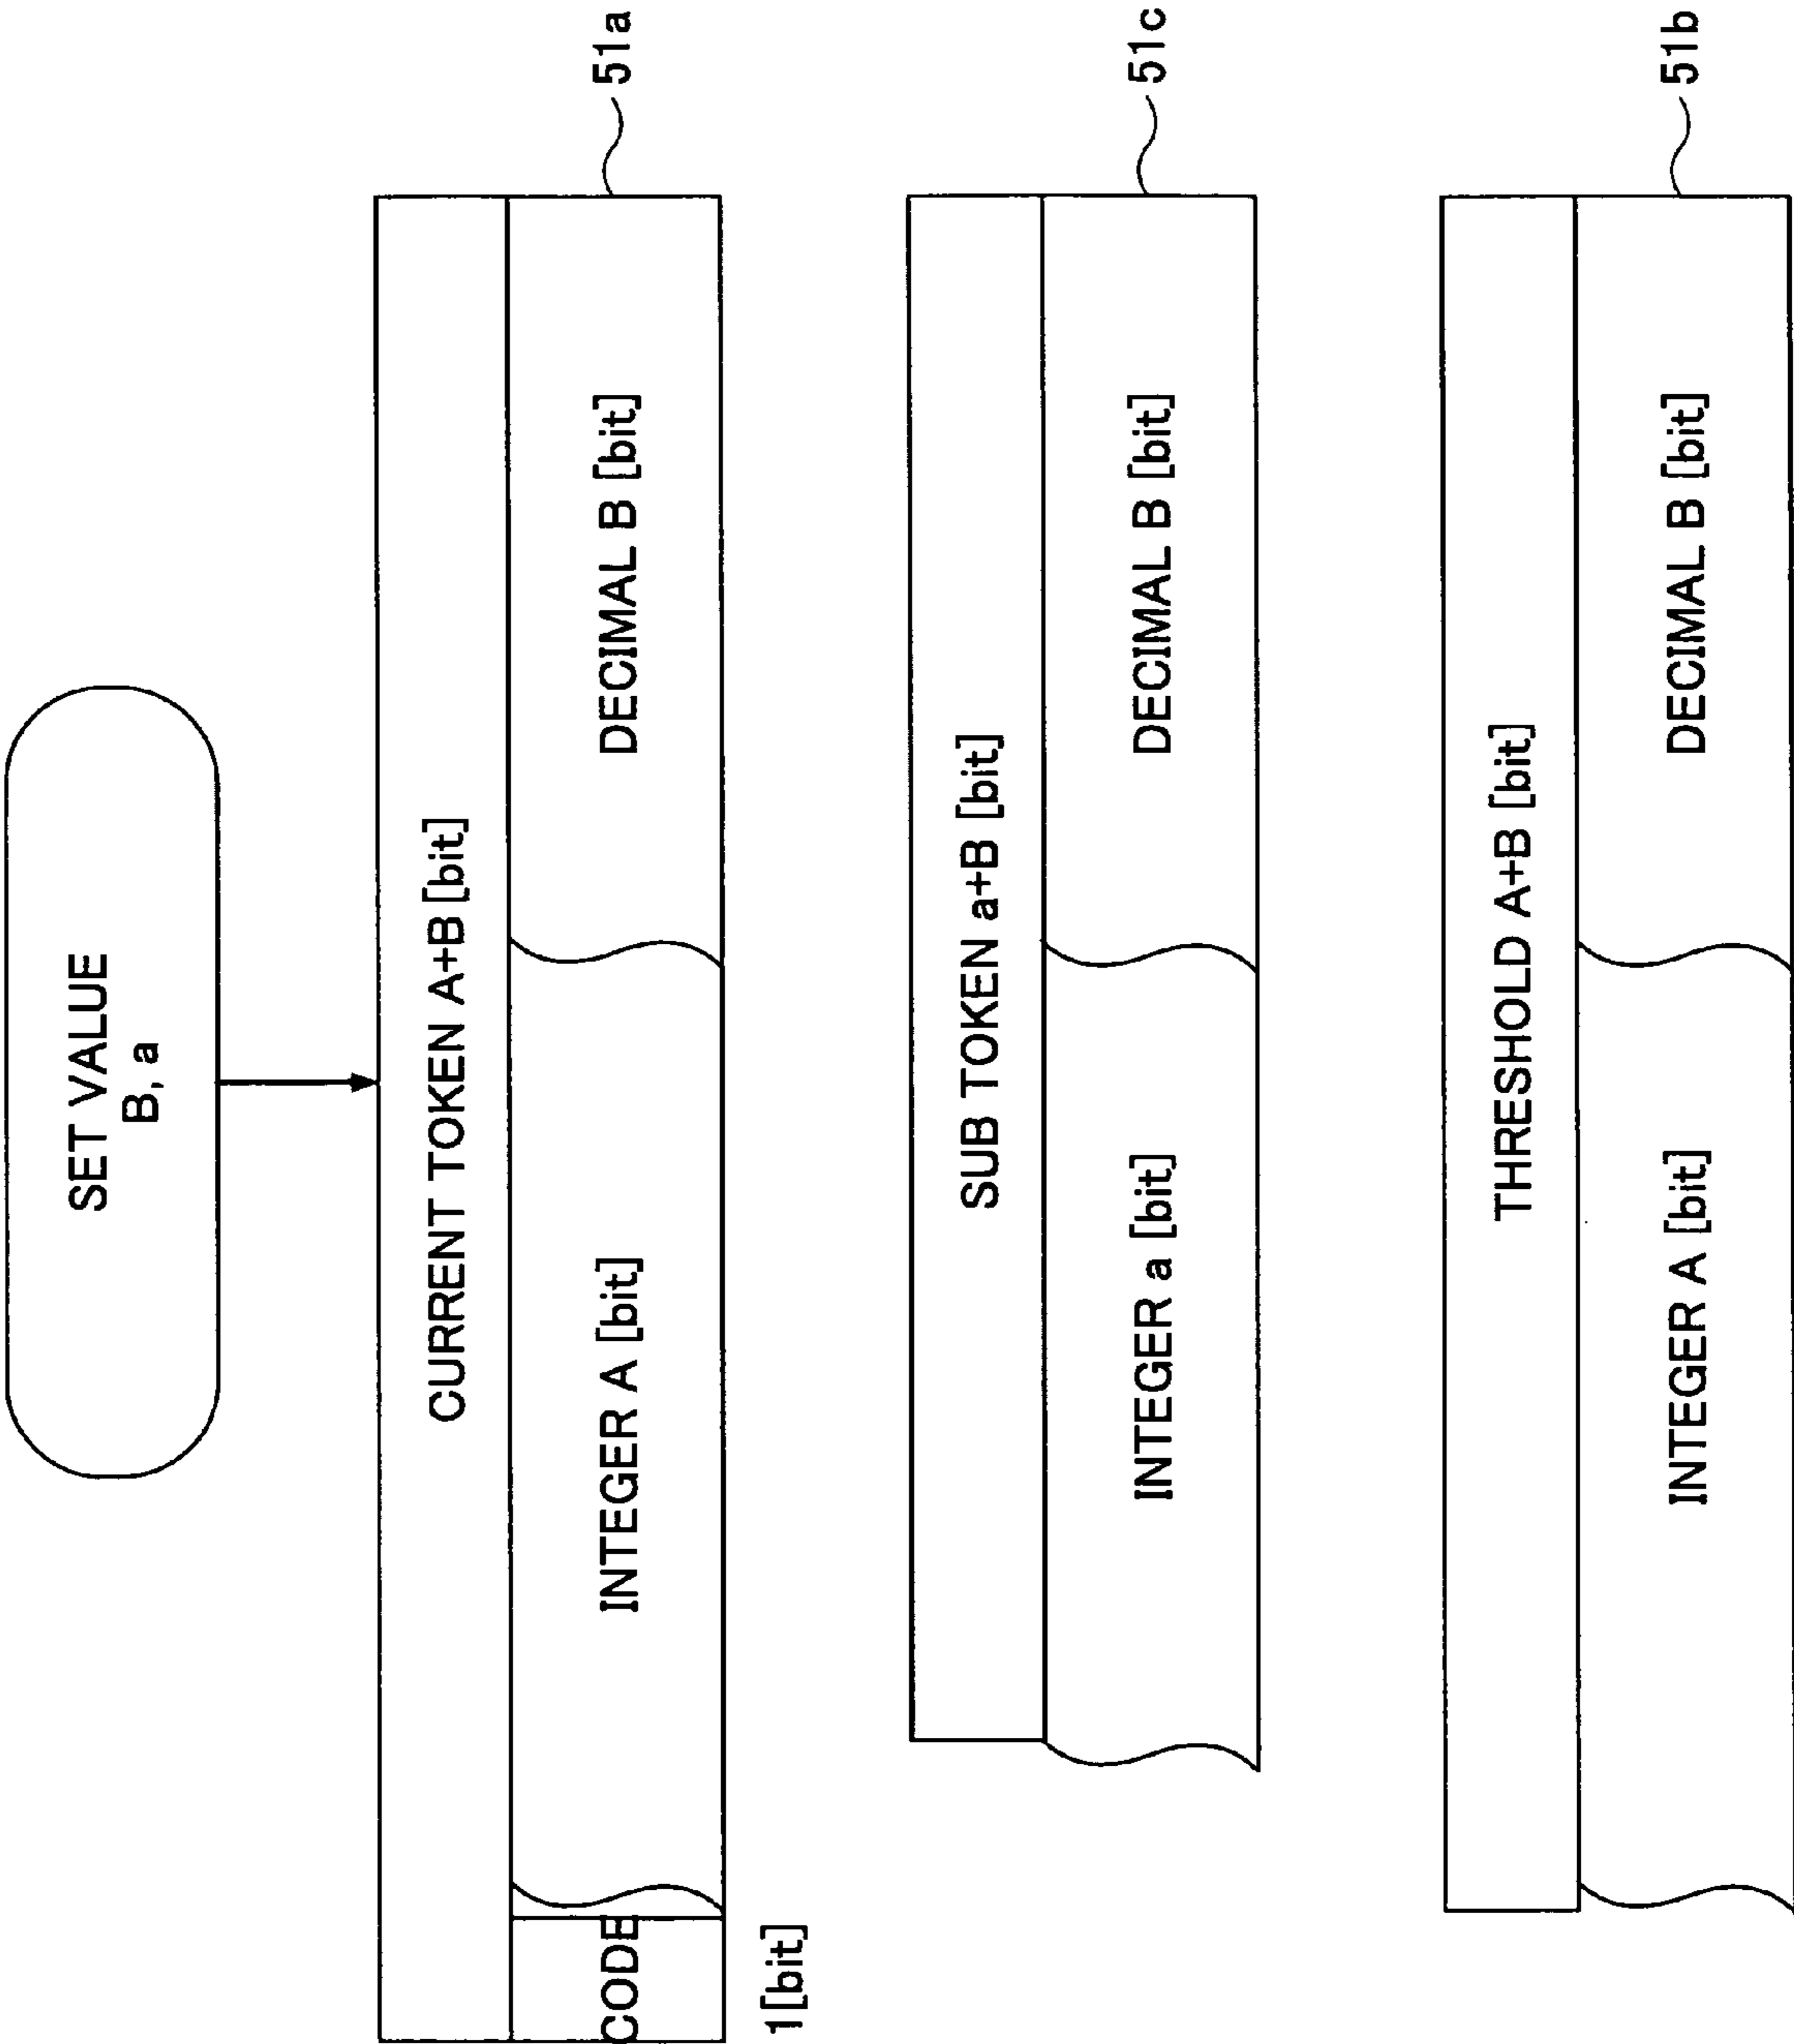 SET VALUE
B, a
CURRENT TOKEN A+B [bit]
CODE
INTEGER A [bit]
DECIMAL B [bit]
51a
1[bit]
SUB TOKEN a+B [bit]
INTEGER a [bit]
DECIMAL B [bit]
51c
THRESHOLD A+B [bit]
INTEGER A [bit]
DECIMAL B [bit]
51b